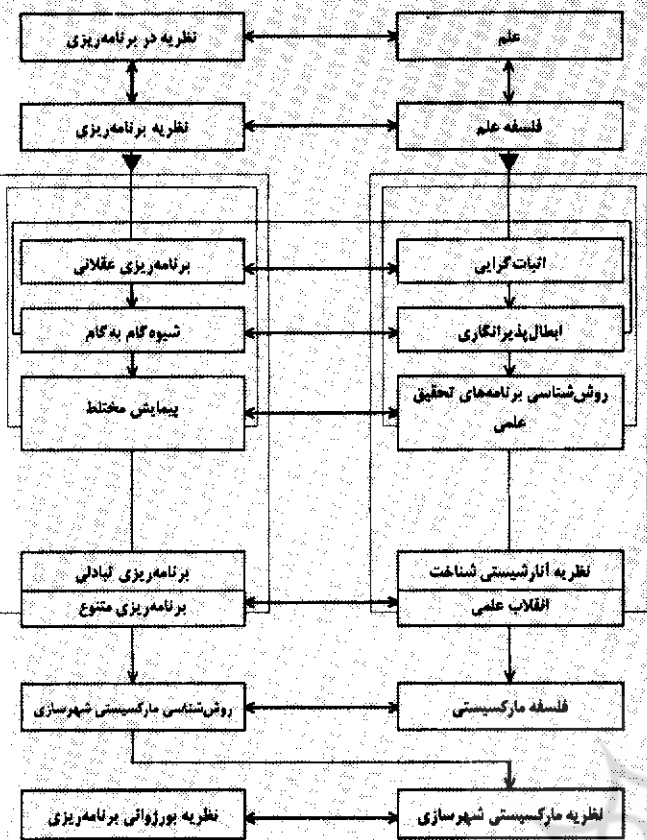 علم
نظریه در برنامه‌ریزی
فلسفه علم
نظریه برنامه‌ریزی
اثبات‌گرایی
برنامه‌ریزی عقلانی
ابطال‌پذیرانگاری
شیوه گام به گام
روش‌شناسی برنامه‌های تحقیق
علمی
پیمایش مختلط
نظریه آنارشیستی شناخت
برنامه‌ریزی تبادلی
انقلاب علمی
برنامه‌ریزی متنوع
فلسفه مارکسیستی
روش‌شناسی مارکسیستی شهرسازی
نظریه مارکسیستی شهرسازی
نظریه بورژوائی برنامه‌ریزی